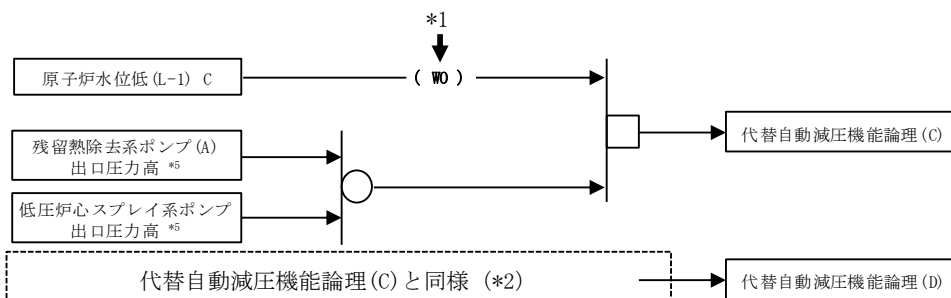 *1
原子炉水位低(L-1) C
( WO )
代替自動減圧機能論理(C)
残留熱除去系ポンプ(A)
出口圧力高 *5
低圧炉心スプレイ系ポンプ
出口圧力高 *5
代替自動減圧機能論理(C)と同様 (*2)
代替自動減圧機能論理(D)